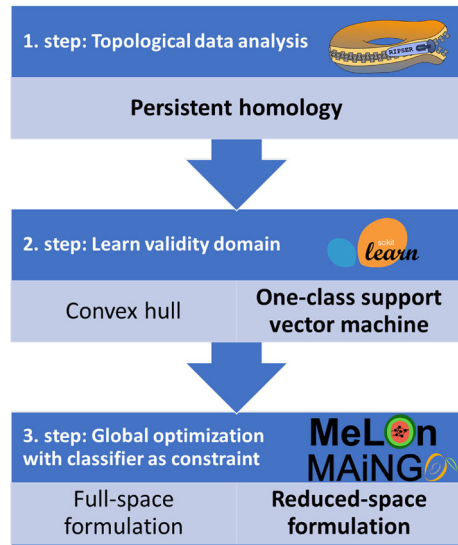 1. step: Topological data analysis
RIPSER
Persistent homology
2. step: Learn validity domain
scikit
learn
Convex hull
One-class support
vector machine
3. step: Global optimization
with classifier as constraint
MeLOn
MAiNGO
Full-space
formulation
Reduced-space
formulation